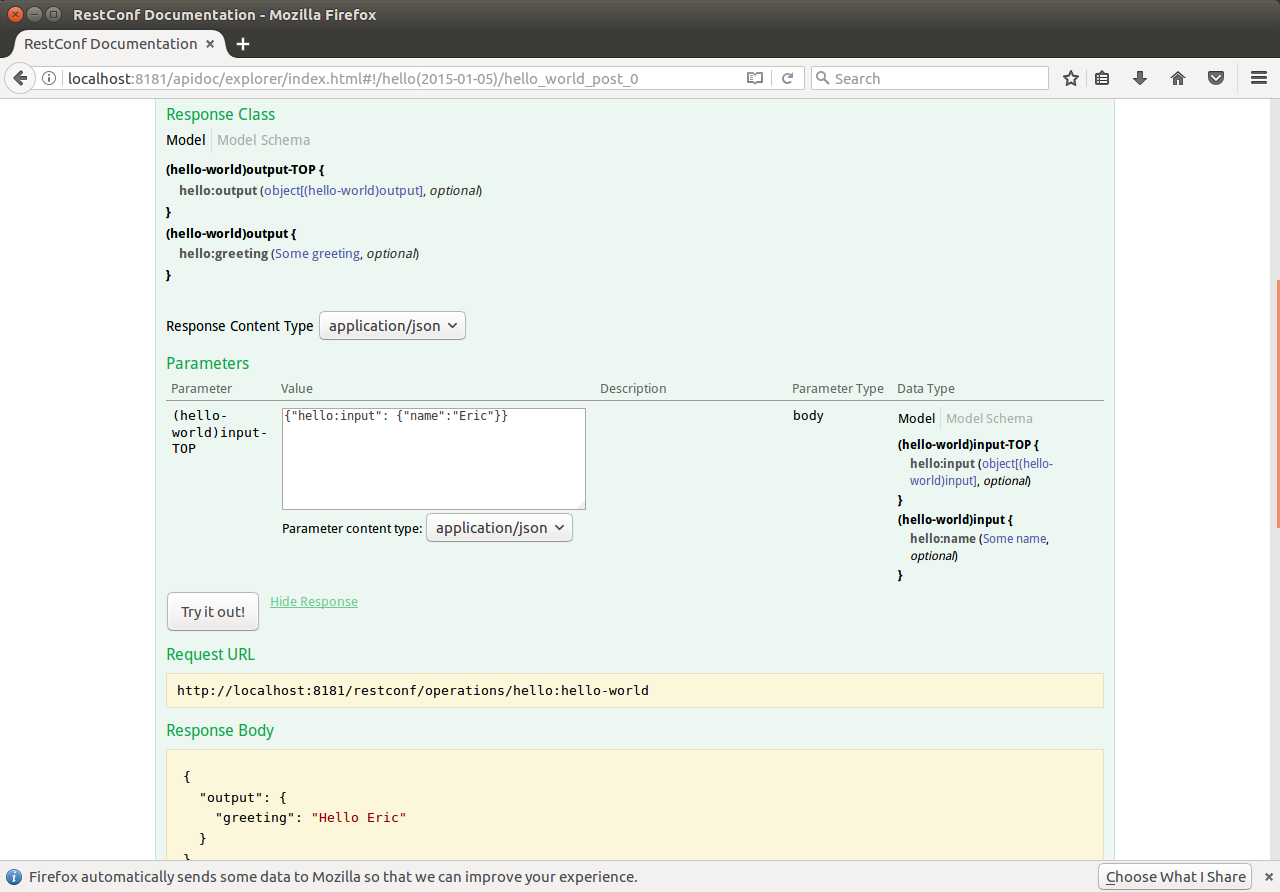 RestConf Documentation - Mozilla Firefox
RestConf Documentation
localhost:8181/apidoc/explorer/index.html#!/hello(2015-01-05)/hello_world_post_0
Search
Response Class
Model Model Schema
(hello-world)output-TOP {
hello:output (object[(hello-world)output], optional)
}
(hello-world)output {
hello:greeting (Some greeting, optional)
}
Response Content Type application/json
Parameters
Parameter Value Description Parameter Type Data Type
(hello-world)input-TOP
{"hello:input": {"name":"Eric"}}
Parameter content type: application/json
body
Model Model Schema
(hello-world)input-TOP {
hello:input (object[(hello-
world)input], optional)
}
(hello-world)input {
hello:name (Some name,
optional)
}
Try it out! Hide Response
Request URL
http://localhost:8181/restconf/operations/hello:hello-world
Response Body
{
"output": {
"greeting": "Hello Eric"
}
}
Firefox automatically sends some data to Mozilla so that we can improve your experience.
Choose What I Share